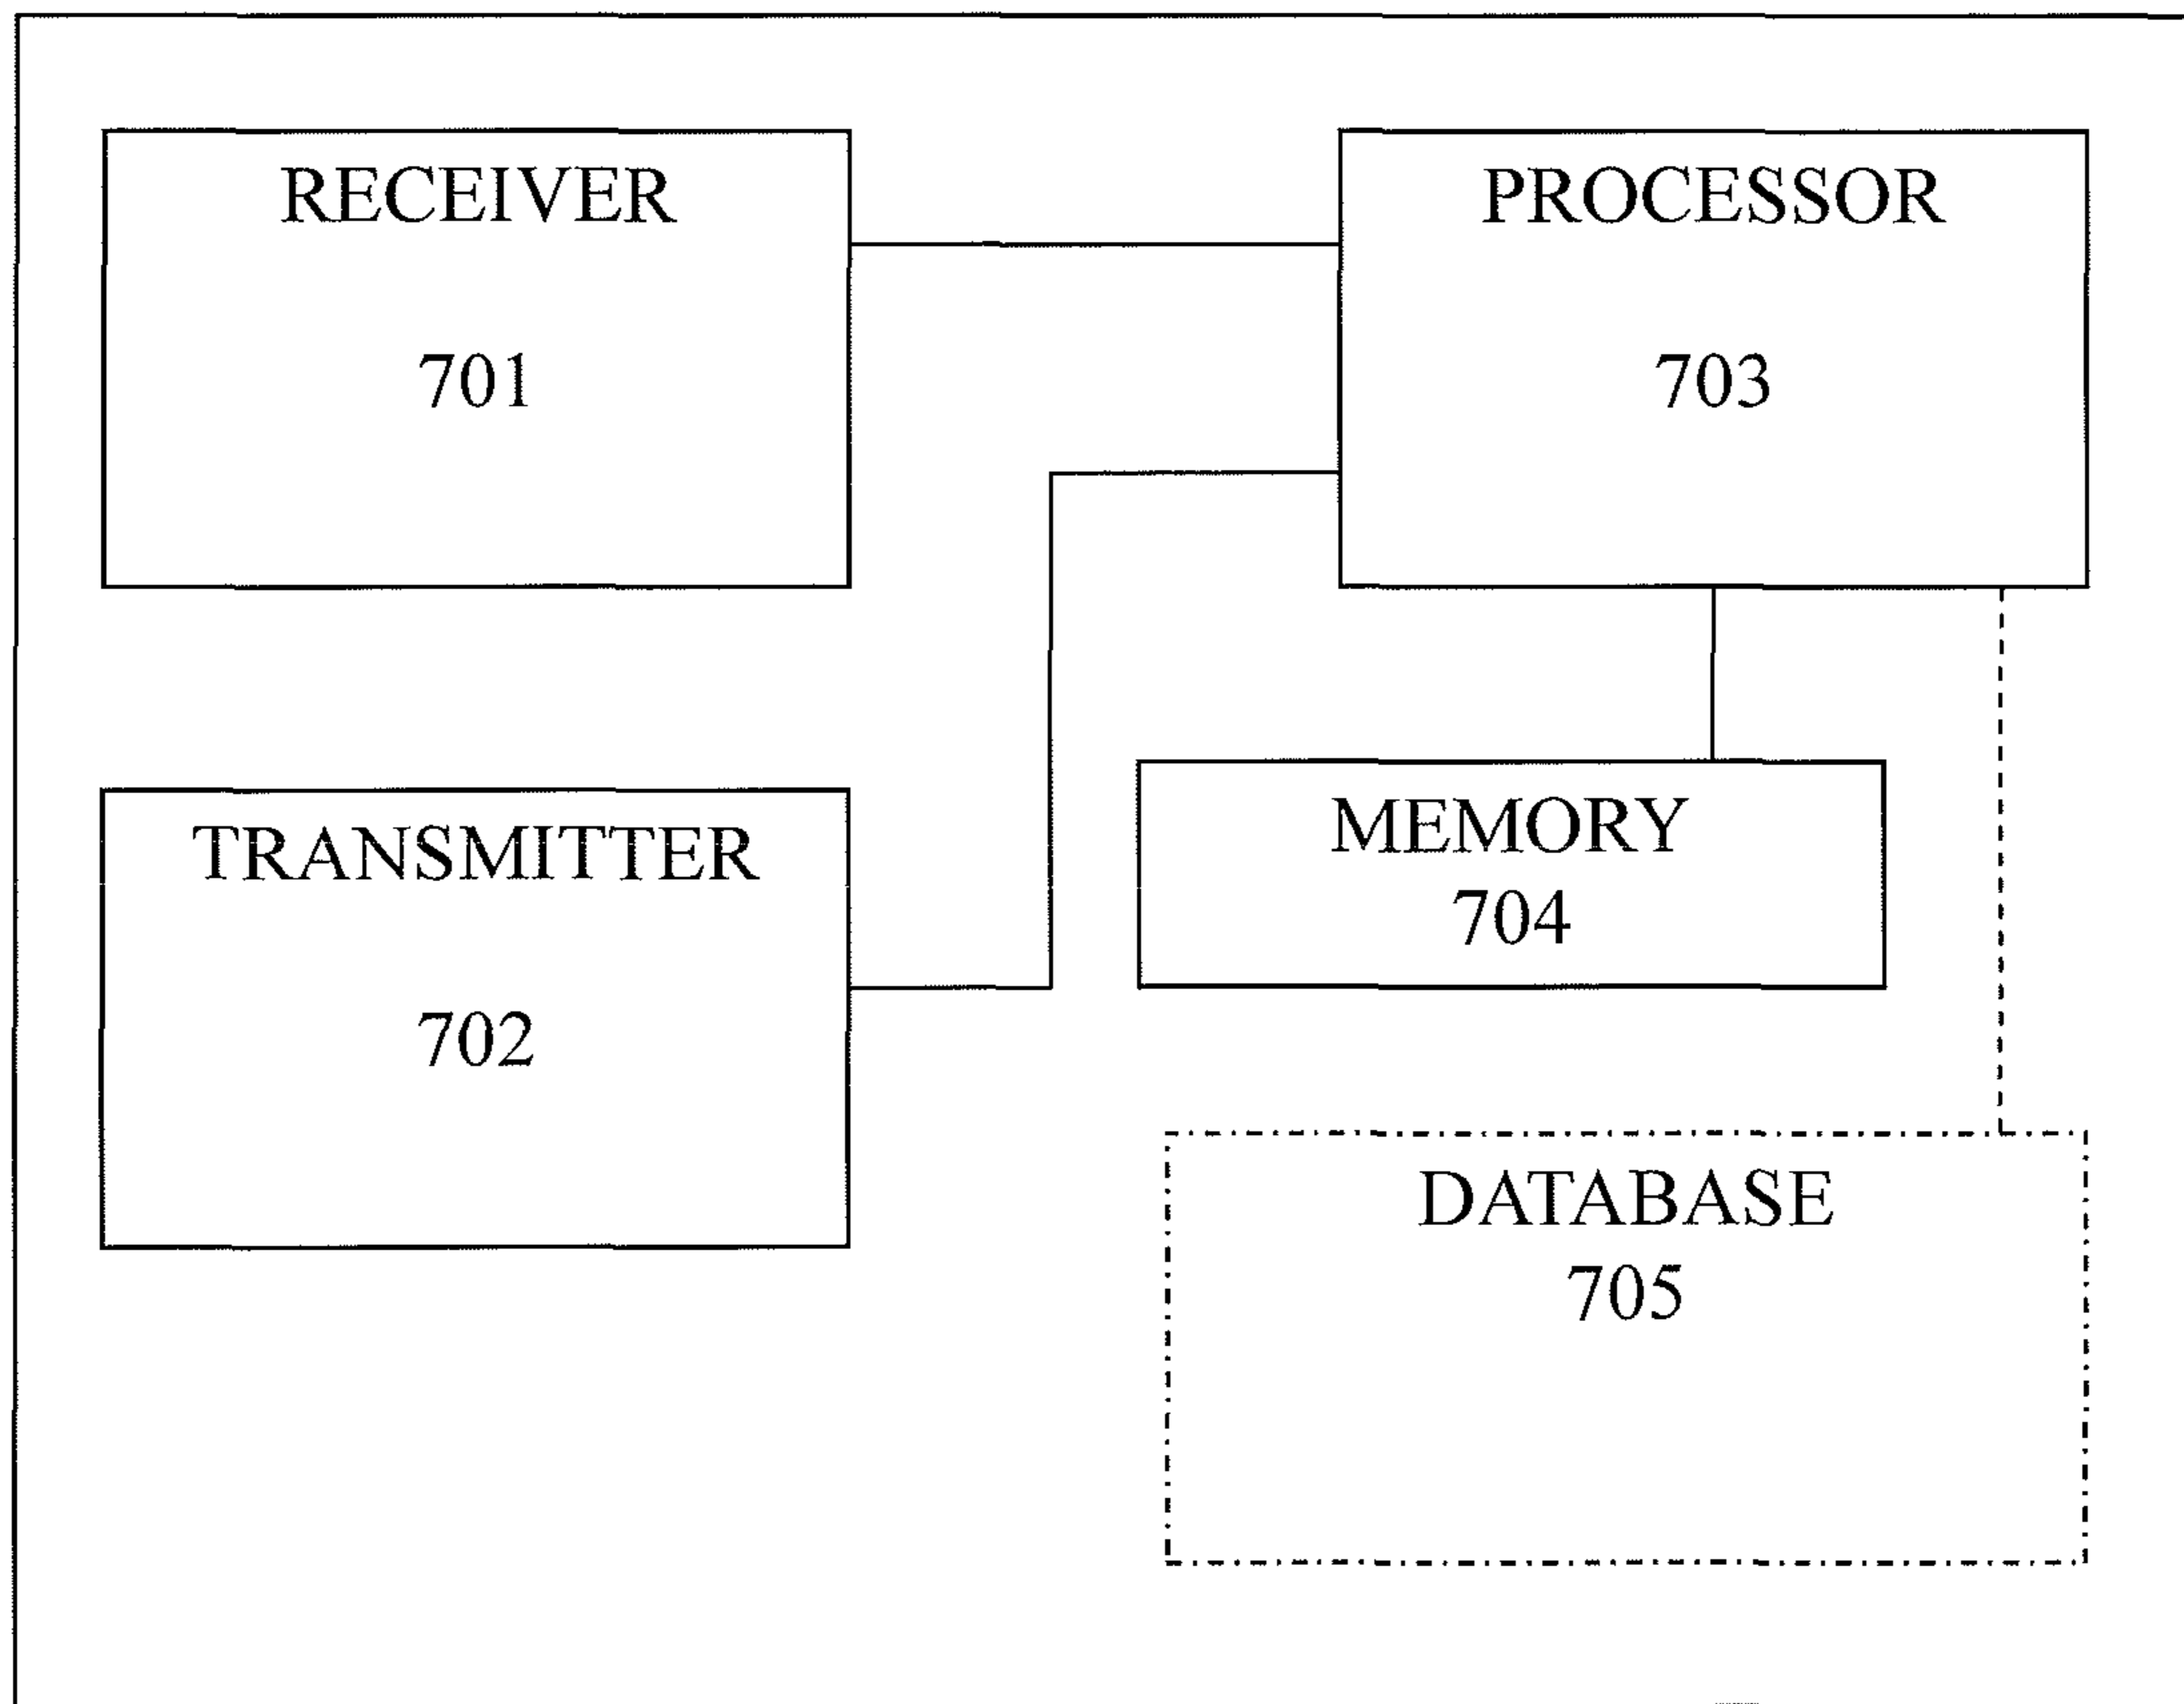 RECEIVER
701
PROCESSOR
703
TRANSMITTER
702
MEMORY
704
DATABASE
705